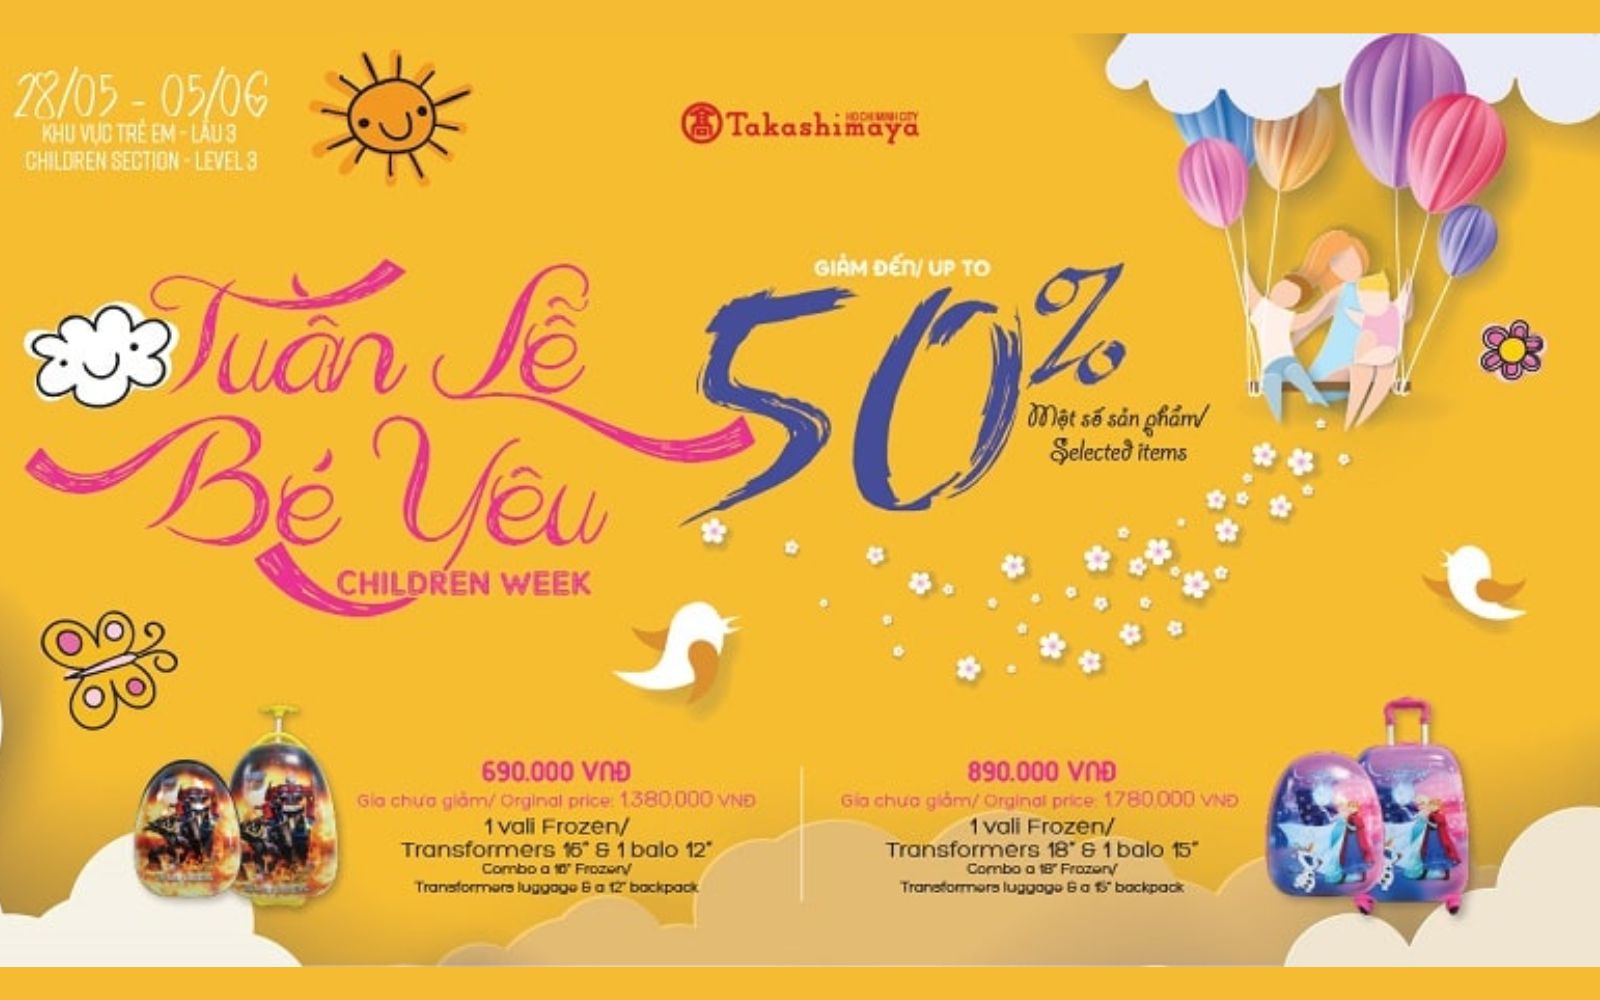 28/05 - 05/06
KHU VỰC TRẺ EM - LẦU 3
CHILDREN SECTION - LEVEL 3
Takashimaya
HO CHI MINH CITY
Tuần Lễ
Bé Yêu
CHILDREN WEEK
GIẢM ĐẾN/ UP TO
50%
Một số sản phẩm/
Selected items
690.000 VNĐ
Gía chưa giảm/ Orginal price: 1.380.000 VNĐ
1 vali Frozen/
Transformers 16" & 1 balo 12"
Combo a 16" Frozen/
Transformers luggage & a 12" backpack
890.000 VNĐ
Gía chưa giảm/ Orginal price: 1.780.000 VNĐ
1 vali Frozen/
Transformers 18" & 1 balo 15"
Combo a 18" Frozen/
Transformers luggage & a 15" backpack